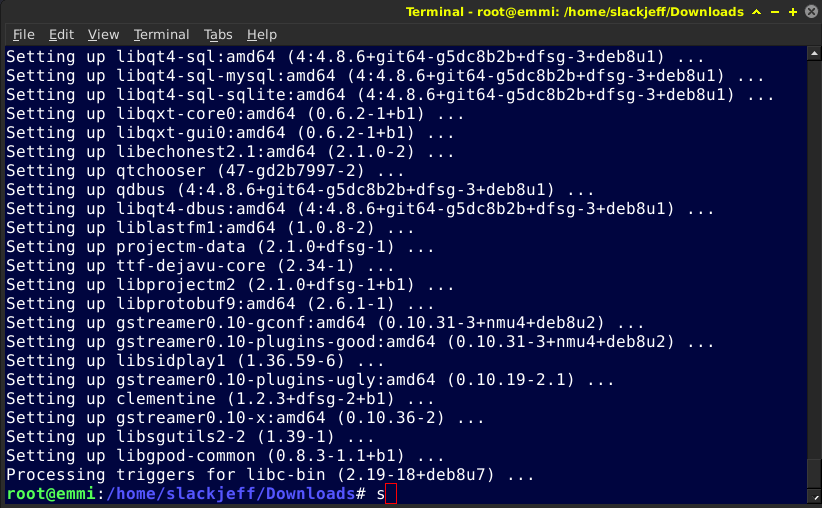 Terminal - root@emmi: /home/slackjeff/Downloads
File Edit View Terminal Tabs Help
Setting up libqt4-sql:amd64 (4:4.8.6+git64-g5dc8b2b+dfsg-3+deb8u1) ...
Setting up libqt4-sql-mysql:amd64 (4:4.8.6+git64-g5dc8b2b+dfsg-3+deb8u1) ...
Setting up libqt4-sql-sqlite:amd64 (4:4.8.6+git64-g5dc8b2b+dfsg-3+deb8u1) ...
Setting up libqxt-core0:amd64 (0.6.2-1+b1) ...
Setting up libqxt-gui0:amd64 (0.6.2-1+b1) ...
Setting up libechonest2.1:amd64 (2.1.0-2) ...
Setting up qtchooser (47-gd2b7997-2) ...
Setting up qdbus (4:4.8.6+git64-g5dc8b2b+dfsg-3+deb8u1) ...
Setting up libqt4-dbus:amd64 (4:4.8.6+git64-g5dc8b2b+dfsg-3+deb8u1) ...
Setting up liblastfm1:amd64 (1.0.8-2) ...
Setting up projectm-data (2.1.0+dfsg-1) ...
Setting up ttf-dejavu-core (2.34-1) ...
Setting up libprojectm2 (2.1.0+dfsg-1+b1) ...
Setting up libprotobuf9:amd64 (2.6.1-1) ...
Setting up gstreamer0.10-gconf:amd64 (0.10.31-3+nmu4+deb8u2) ...
Setting up gstreamer0.10-plugins-good:amd64 (0.10.31-3+nmu4+deb8u2) ...
Setting up libsidplay1 (1.36.59-6) ...
Setting up gstreamer0.10-plugins-ugly:amd64 (0.10.19-2.1) ...
Setting up clementine (1.2.3+dfsg-2+b1) ...
Setting up gstreamer0.10-x:amd64 (0.10.36-2) ...
Setting up libsgutils2-2 (1.39-1) ...
Setting up libgpod-common (0.8.3-1.1+b1) ...
Processing triggers for libc-bin (2.19-18+deb8u7) ...
root@emmi:/home/slackjeff/Downloads# s